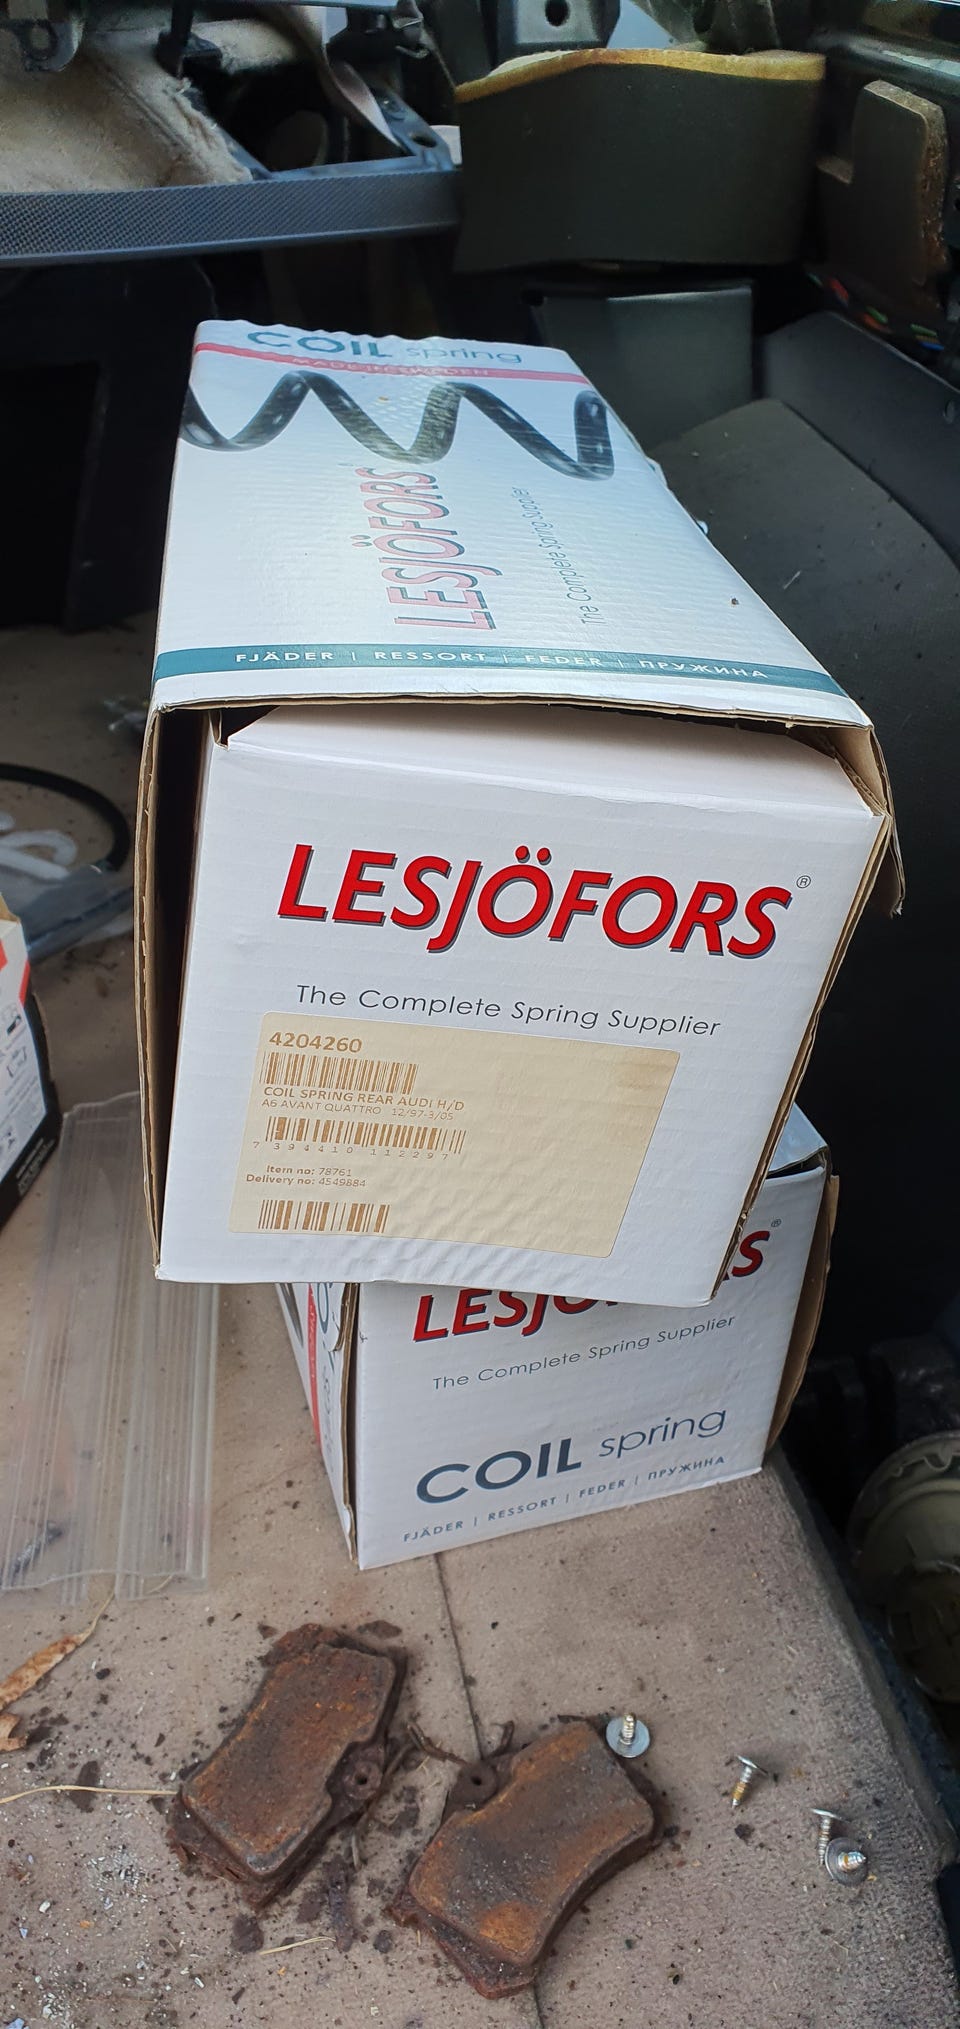 COIL spring
MADE IN SWEDEN
LESJÖFORS
The Complete Spring Supplier
FJÄDER | RESSORT | FEDER | ПРУЖИНА
LESJÖFORS®
The Complete Spring Supplier
4204260
COIL SPRING REAR AUDI H/D
A6 AVANT QUATTRO 12/97-3/05
7 394410 112297
Item no: 78761
Delivery no: 4549884
The Complete Spring Supplier
COIL spring
FJÄDER | RESSORT | FEDER | ПРУЖИНА